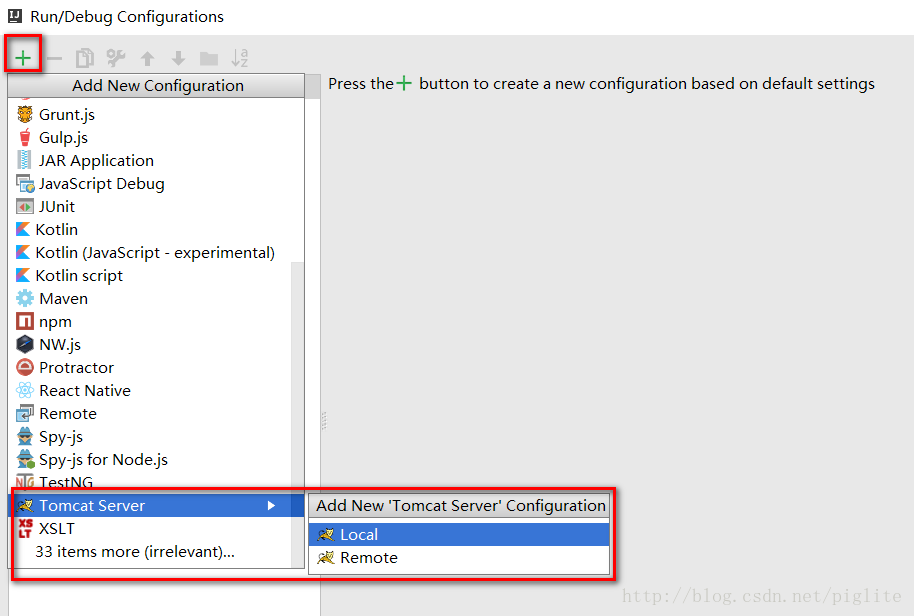 Run/Debug Configurations
Add New Configuration
Press the + button to create a new configuration based on default settings
Grunt.js
Gulp.js
JAR Application
JavaScript Debug
JUnit
Kotlin
Kotlin (JavaScript - experimental)
Kotlin script
Maven
npm
NW.js
Protractor
React Native
Remote
Spy-js
Spy-js for Node.js
TestNG
Tomcat Server
XSLT
33 items more (irrelevant)...
Add New 'Tomcat Server' Configuration
Local
Remote
http://blog.csdn.net/piglite